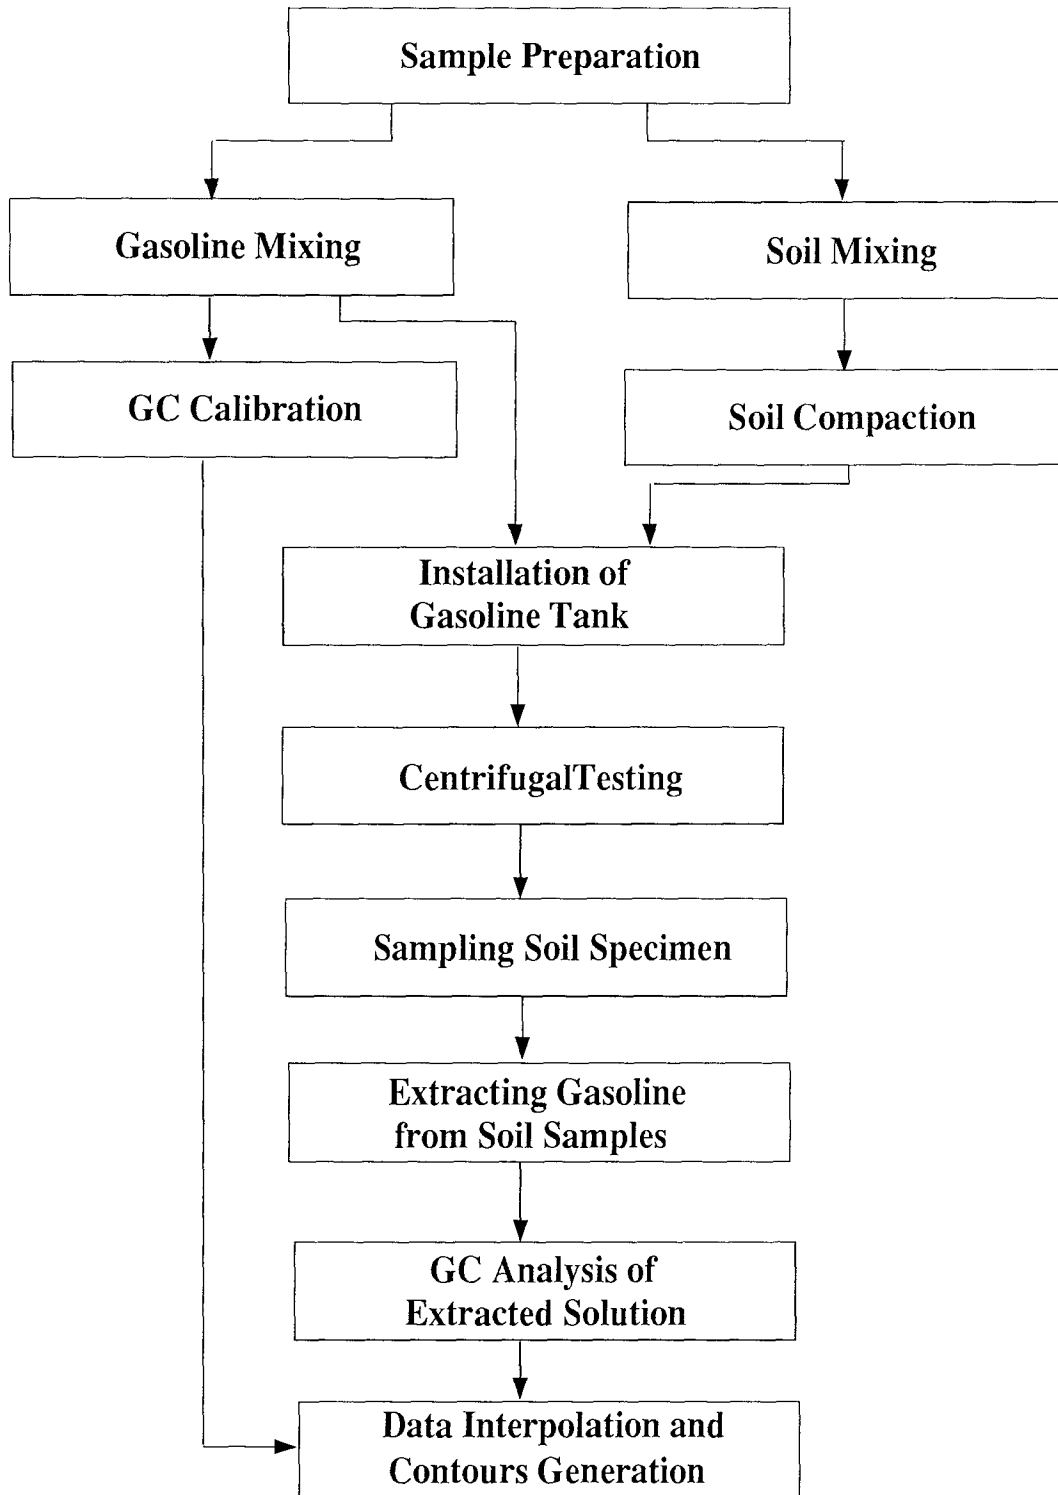 Sample Preparation
Gasoline Mixing
Soil Mixing
GC Calibration
Soil Compaction
Installation of
Gasoline Tank
CentrifugalTesting
Sampling Soil Specimen
Extracting Gasoline
from Soil Samples
GC Analysis of
Extracted Solution
Data Interpolation and
Contours Generation